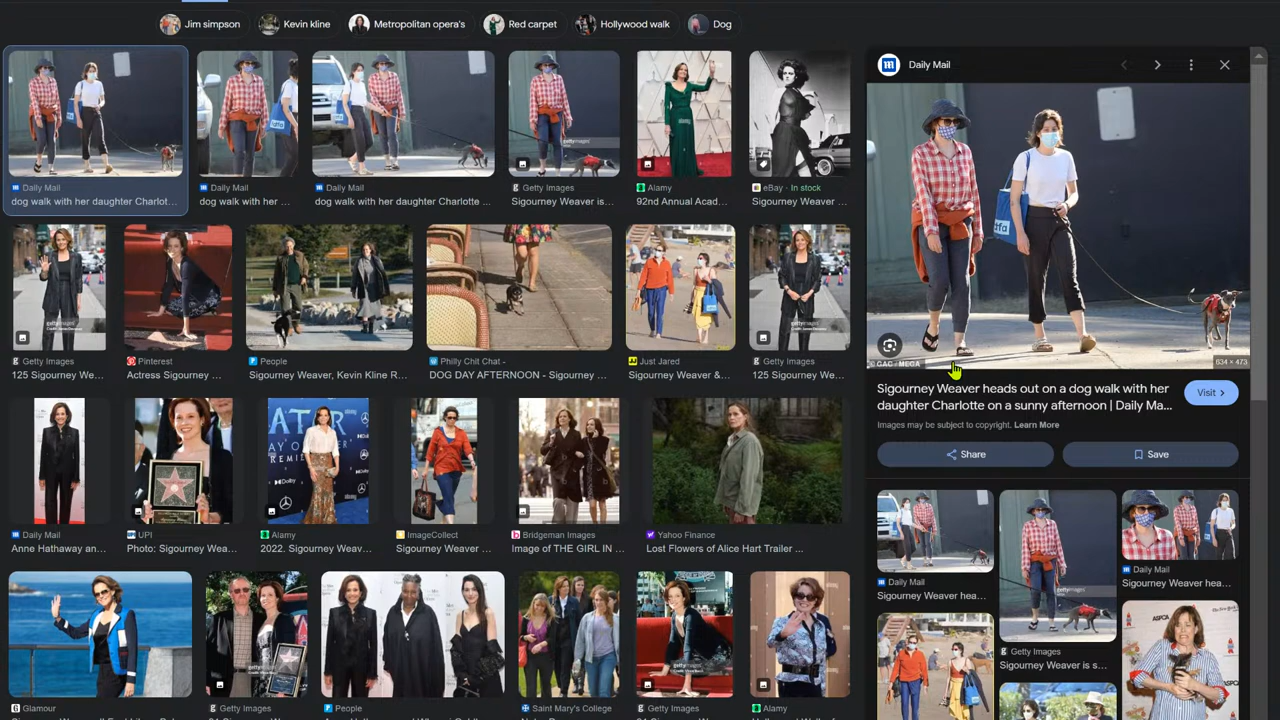 Jim simpson
Kevin kline
Metropolitan opera's
Red carpet
Hollywood walk
Dog
Daily Mail
dog walk with her daughter Charlot...
Daily Mail
dog walk with her ...
Daily Mail
dog walk with her daughter Charlotte ...
Getty Images
Sigourney Weaver is...
Alamy
92nd Annual Acad...
eBay · In stock
Sigourney Weaver ...
Getty Images
125 Sigourney We...
Pinterest
Actress Sigourney ...
People
Sigourney Weaver, Kevin Kline R...
Philly Chit Chat -
DOG DAY AFTERNOON - Sigourney ...
Just Jared
Sigourney Weaver &...
Getty Images
125 Sigourney We...
Daily Mail
Anne Hathaway an...
UPI
Photo: Sigourney Wea...
Alamy
2022. Sigourney Weav...
ImageCollect
Sigourney Weaver ...
Bridgeman Images
Image of THE GIRL IN ...
Yahoo Finance
Lost Flowers of Alice Hart Trailer ...
Glamour
Getty Images
People
Saint Mary's College
Getty Images
Alamy
Daily Mail
dfa
GAC / MEGA
634 × 473
Sigourney Weaver heads out on a dog walk with her
daughter Charlotte on a sunny afternoon | Daily Ma...
Visit
Images may be subject to copyright. Learn More
Share
Save
Daily Mail
Sigourney Weaver hea...
Getty Images
Sigourney Weaver is s...
Daily Mail
Sigourney Weaver hea...
ASPCA